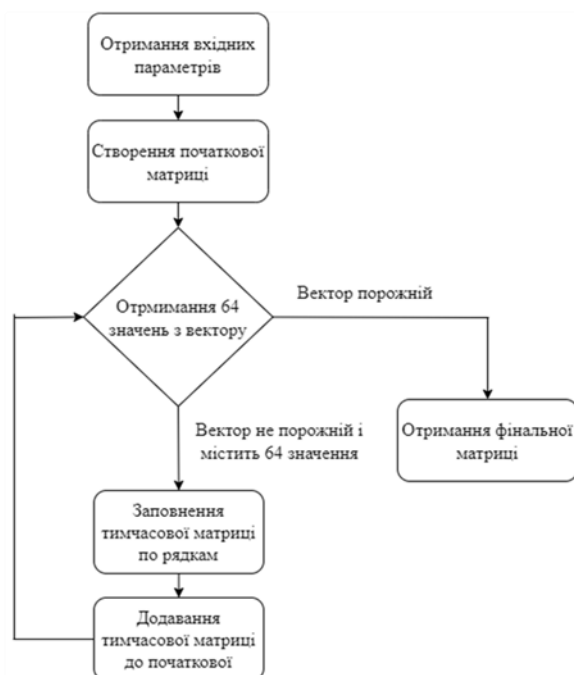 Отримання вхідних
параметрів
Створення початкової
матриці
Отрмимання 64
значень з вектору
Вектор порожній
Вектор не порожній і
містить 64 значення
Отримання фінальної
матриці
Заповнення
тимчасової матриці
по рядкам
Додавання
тимчасової матриці
до початкової